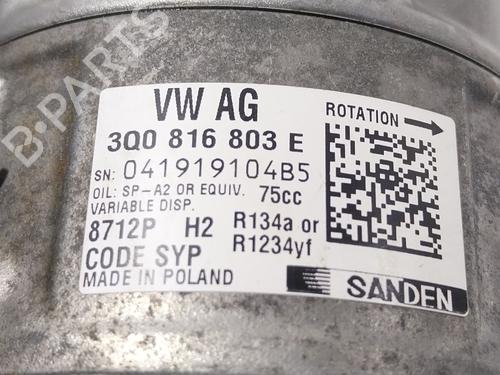 B-PARTS
VW AG
ROTATION
3Q0 816 803 E
SN: 041919104B5
OIL: SP-A2 OR EQUIV. 75cc
VARIABLE DISP.
8712P H2 R134a or
R1234yf
CODE SYP
MADE IN POLAND
SANDEN